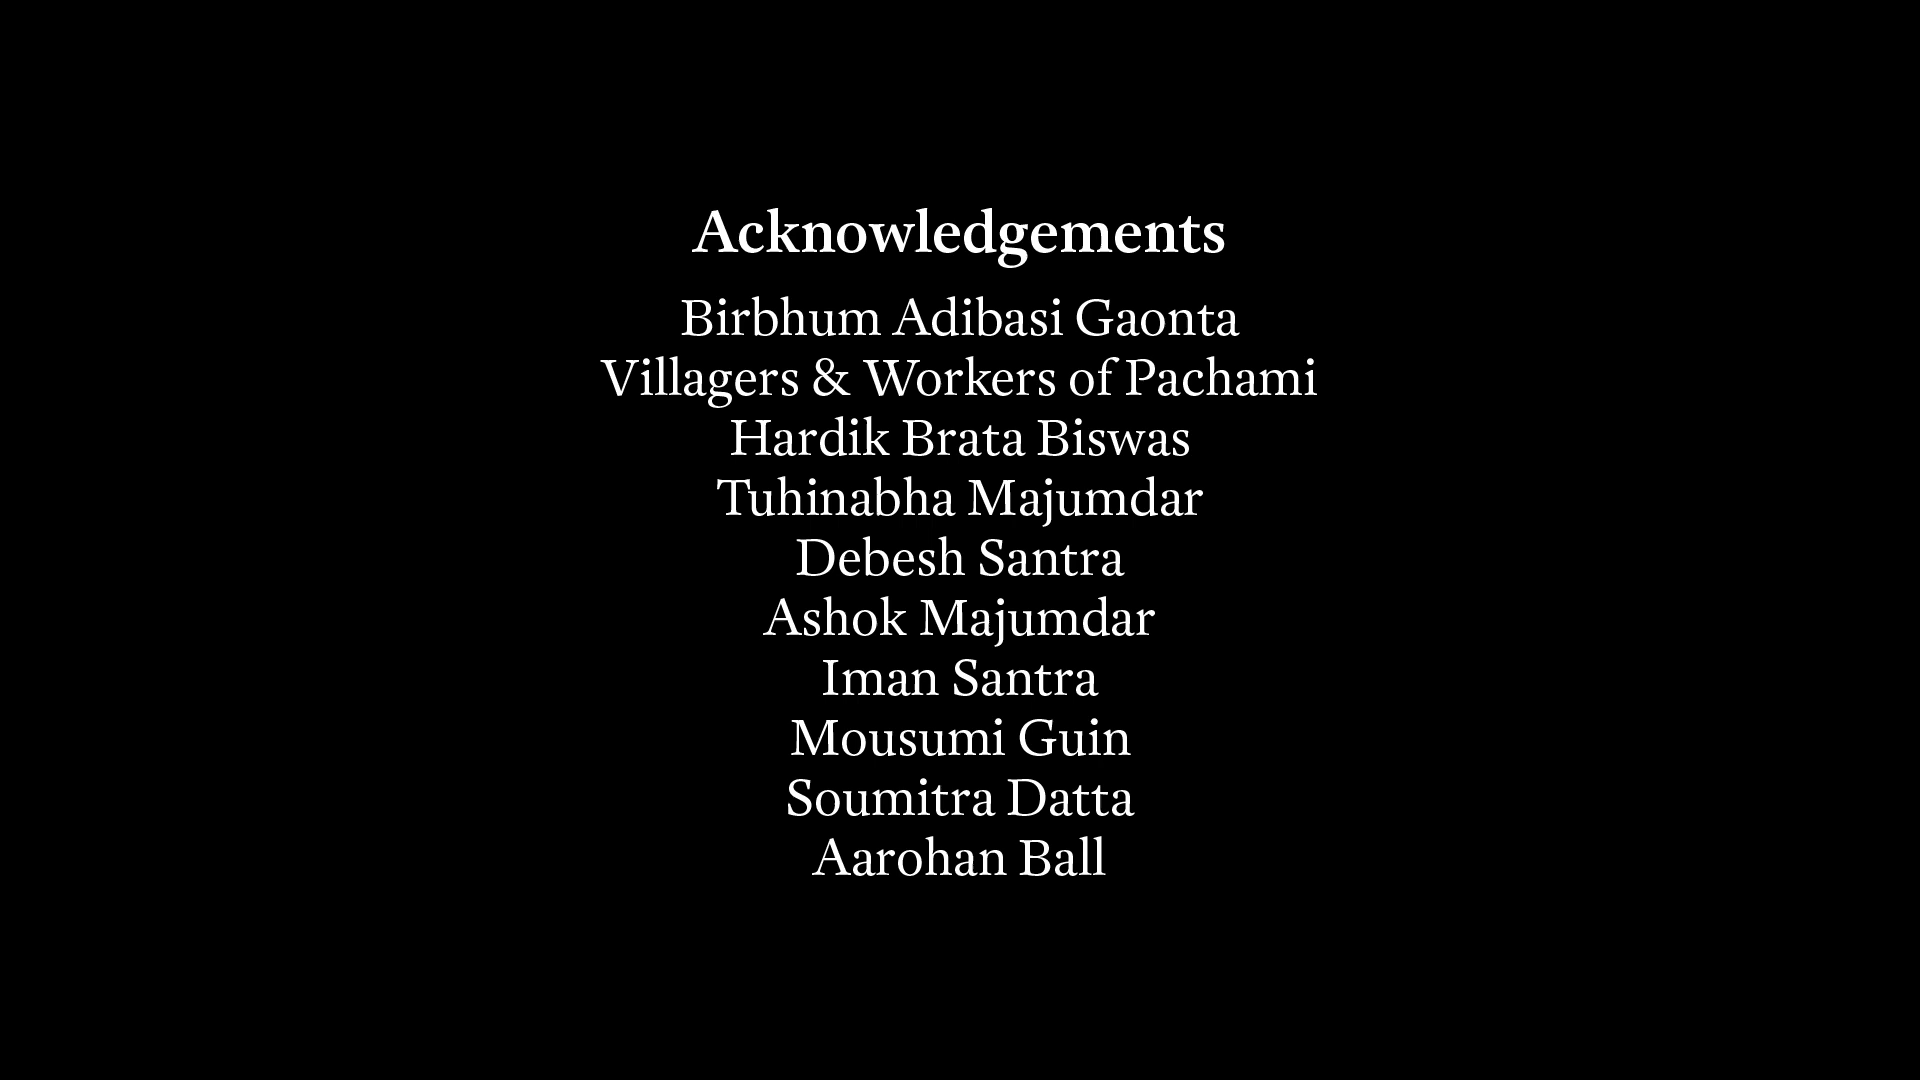 Acknowledgements
Birbhum Adibasi Gaonta
Villagers & Workers of Pachami
Hardik Brata Biswas
Tuhinabha Majumdar
Debesh Santra
Ashok Majumdar
Iman Santra
Mousumi Guin
Soumitra Datta
Aarohan Ball